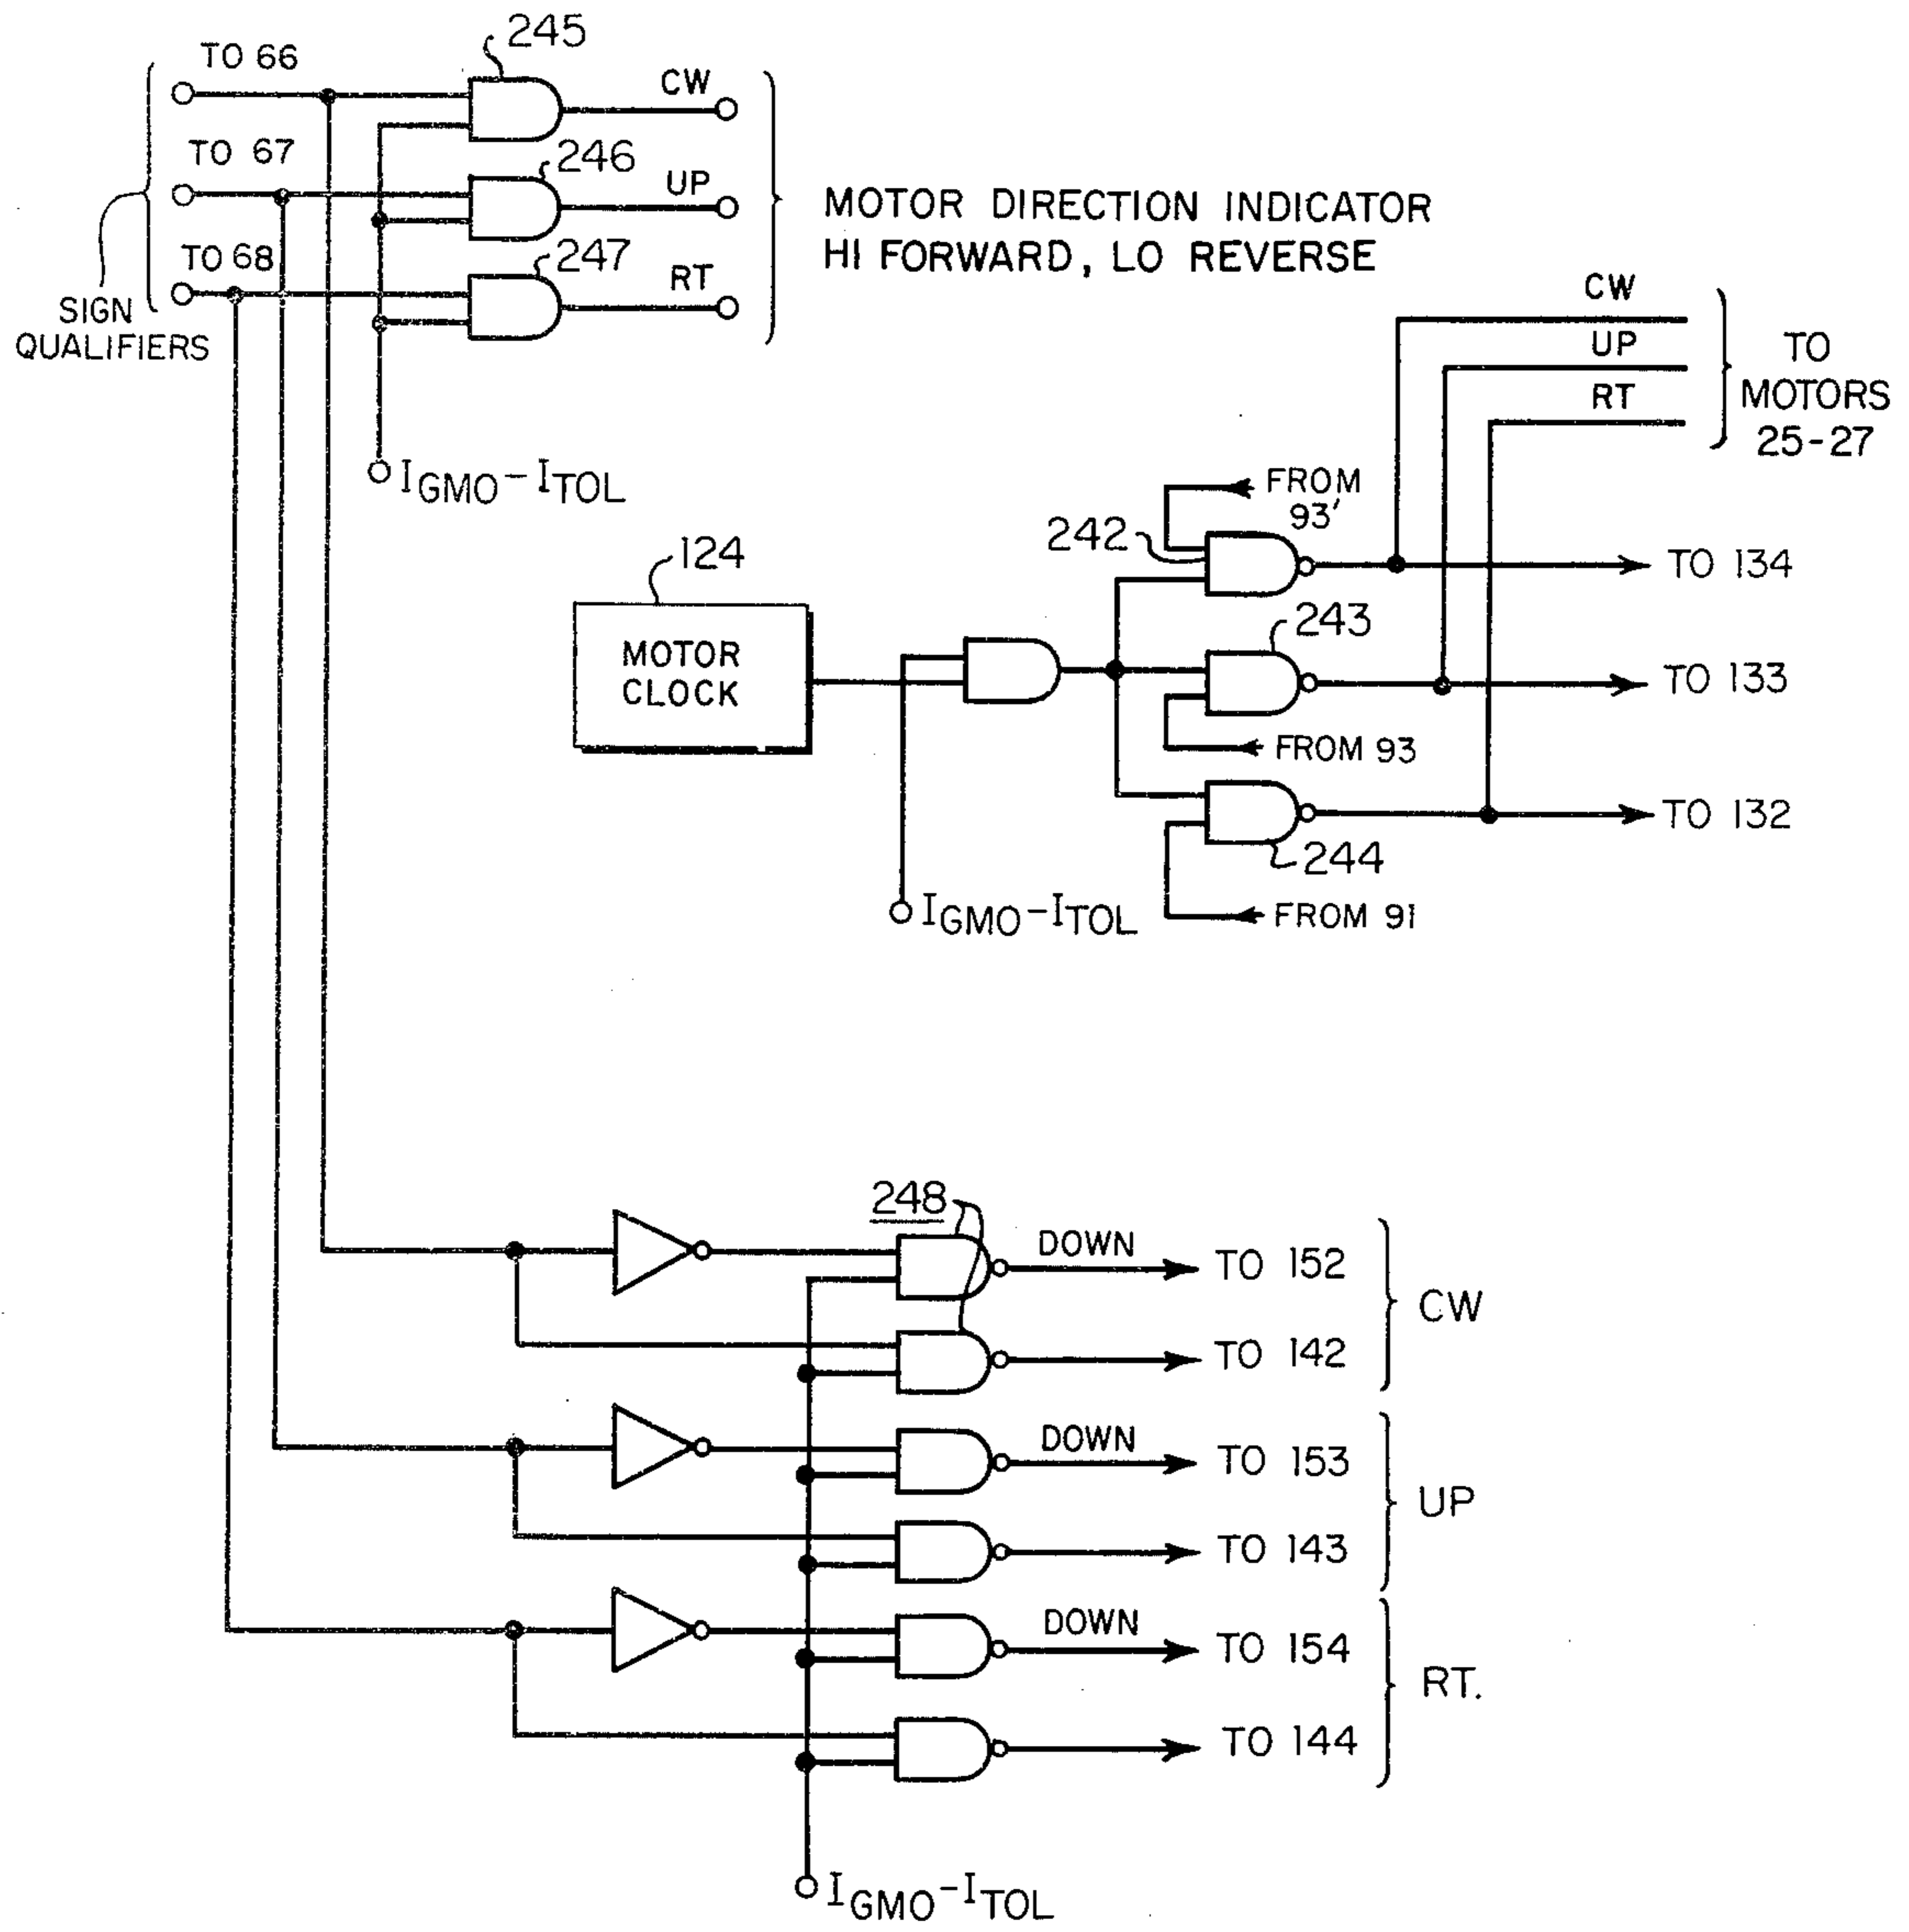 245
TO 66
CW
TO 67
246
UP
TO 68
247
RT
SIGN
QUALIFIERS
MOTOR DIRECTION INDICATOR
HI FORWARD, LO REVERSE
IGMO-ITOL
CW
UP
RT
TO
MOTORS
25-27
FROM
93'
242
TO 134
124
MOTOR
CLOCK
243
TO 133
FROM 93
TO 132
244
FROM 91
IGMO-ITOL
248
DOWN
TO 152
TO 142
CW
DOWN
TO 153
TO 143
UP
DOWN
TO 154
TO 144
RT.
IGMO-ITOL